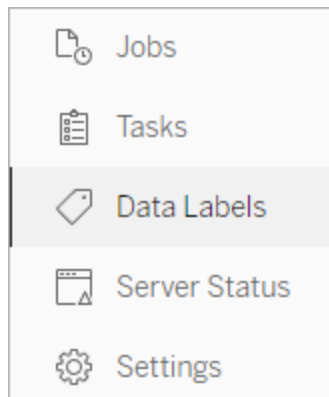 Jobs
Tasks
Data Labels
Server Status
Settings